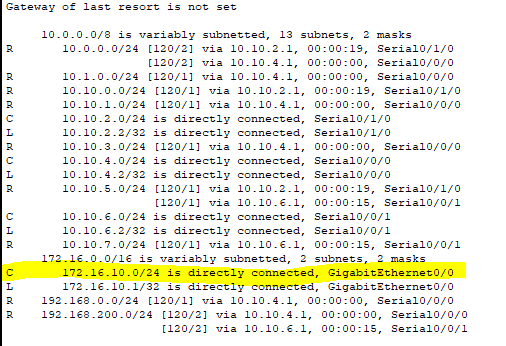 Gateway of last resort is not set
10.0.0.0/8 is variably subnetted, 13 subnets, 2 masks
R 10.0.0.0/24 [120/2] via 10.10.2.1, 00:00:19, Serial0/1/0
[120/2] via 10.10.4.1, 00:00:00, Serial0/0/0
R 10.1.0.0/24 [120/1] via 10.10.4.1, 00:00:00, Serial0/0/0
R 10.10.0.0/24 [120/1] via 10.10.2.1, 00:00:19, Serial0/1/0
R 10.10.1.0/24 [120/1] via 10.10.4.1, 00:00:00, Serial0/0/0
C 10.10.2.0/24 is directly connected, Serial0/1/0
L 10.10.2.2/32 is directly connected, Serial0/1/0
R 10.10.3.0/24 [120/1] via 10.10.4.1, 00:00:00, Serial0/0/0
C 10.10.4.0/24 is directly connected, Serial0/0/0
L 10.10.4.2/32 is directly connected, Serial0/0/0
R 10.10.5.0/24 [120/1] via 10.10.2.1, 00:00:19, Serial0/1/0
[120/1] via 10.10.6.1, 00:00:15, Serial0/0/1
C 10.10.6.0/24 is directly connected, Serial0/0/1
L 10.10.6.2/32 is directly connected, Serial0/0/1
R 10.10.7.0/24 [120/1] via 10.10.6.1, 00:00:15, Serial0/0/1
172.16.0.0/16 is variably subnetted, 2 subnets, 2 masks
C 172.16.10.0/24 is directly connected, GigabitEthernet0/0
L 172.16.10.1/32 is directly connected, GigabitEthernet0/0
R 192.168.0.0/24 [120/1] via 10.10.4.1, 00:00:00, Serial0/0/0
R 192.168.200.0/24 [120/2] via 10.10.4.1, 00:00:00, Serial0/0/0
[120/2] via 10.10.6.1, 00:00:15, Serial0/0/1